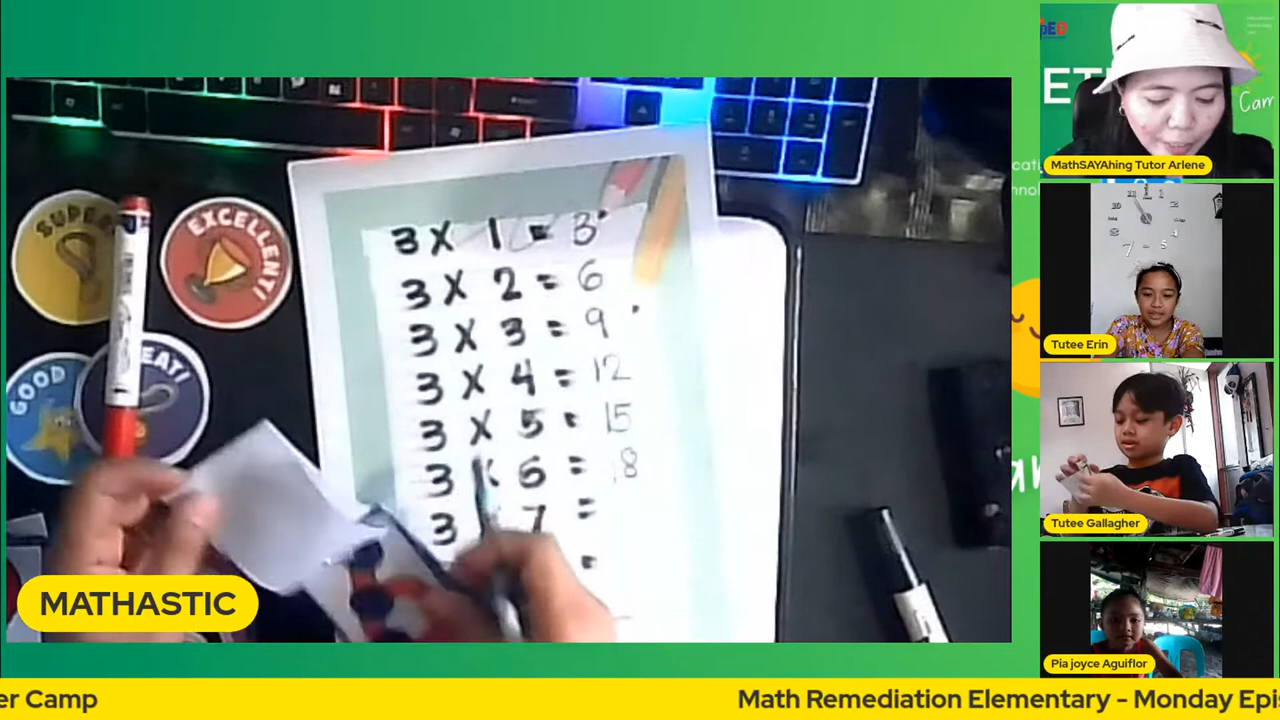 SUPER
EXCELLENT!
GOOD
3 X 1 = 3
3 X 2 = 6
3 X 3 = 9
3 X 4 = 12
3 X 5 = 15
3 X 6 = 18
3 7 =
=
MATHASTIC
MathSAYAhing Tutor Arlene
Cam
Tutee Erin
Tutee Gallagher
Pia joyce Aguiflor
er Camp
Math Remediation Elementary - Monday Epis